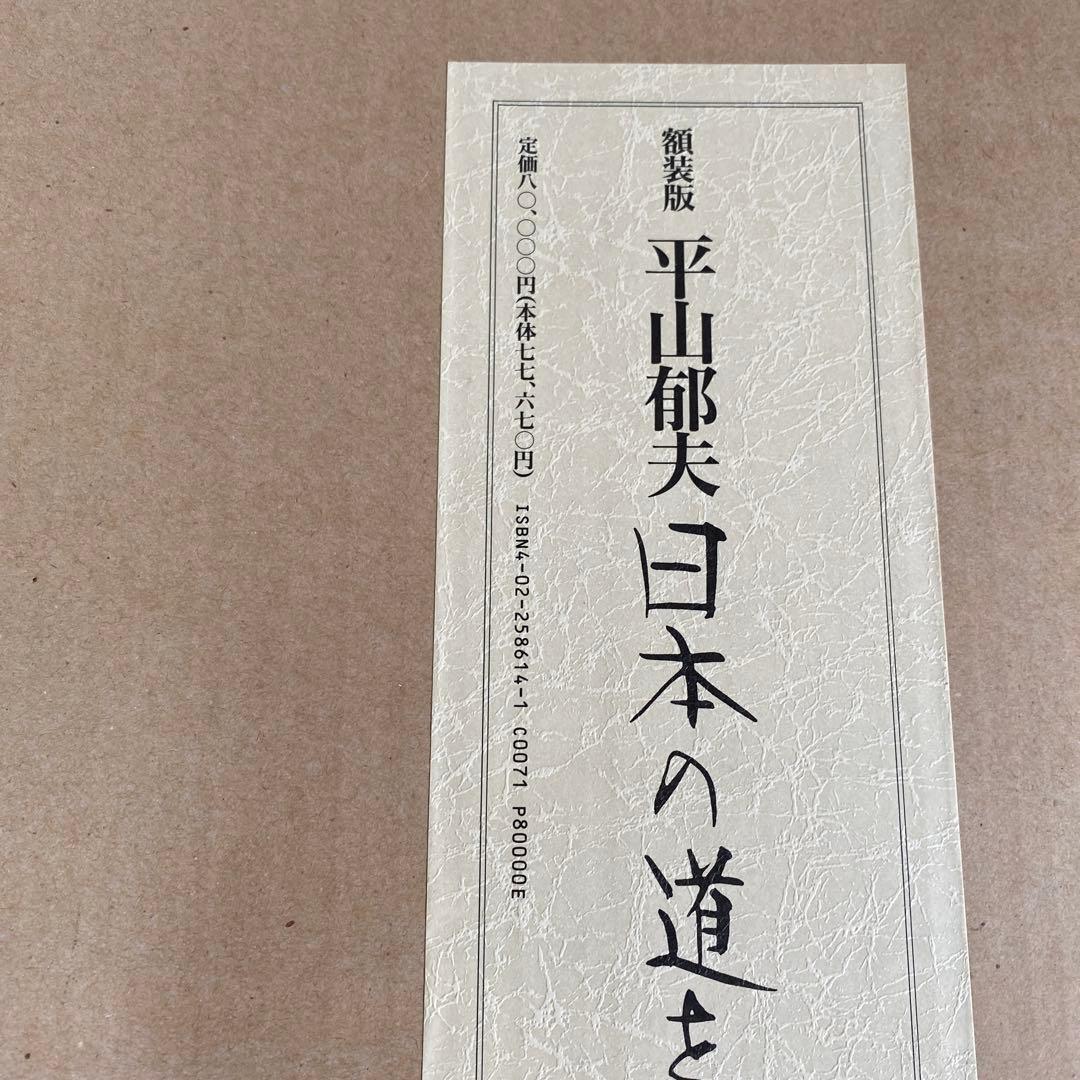 額装版 平山郁夫 日本の道を
定価八〇、〇〇〇円(本体七七、六七〇円) ISBN4-02-258614-1 C0071 P80000E